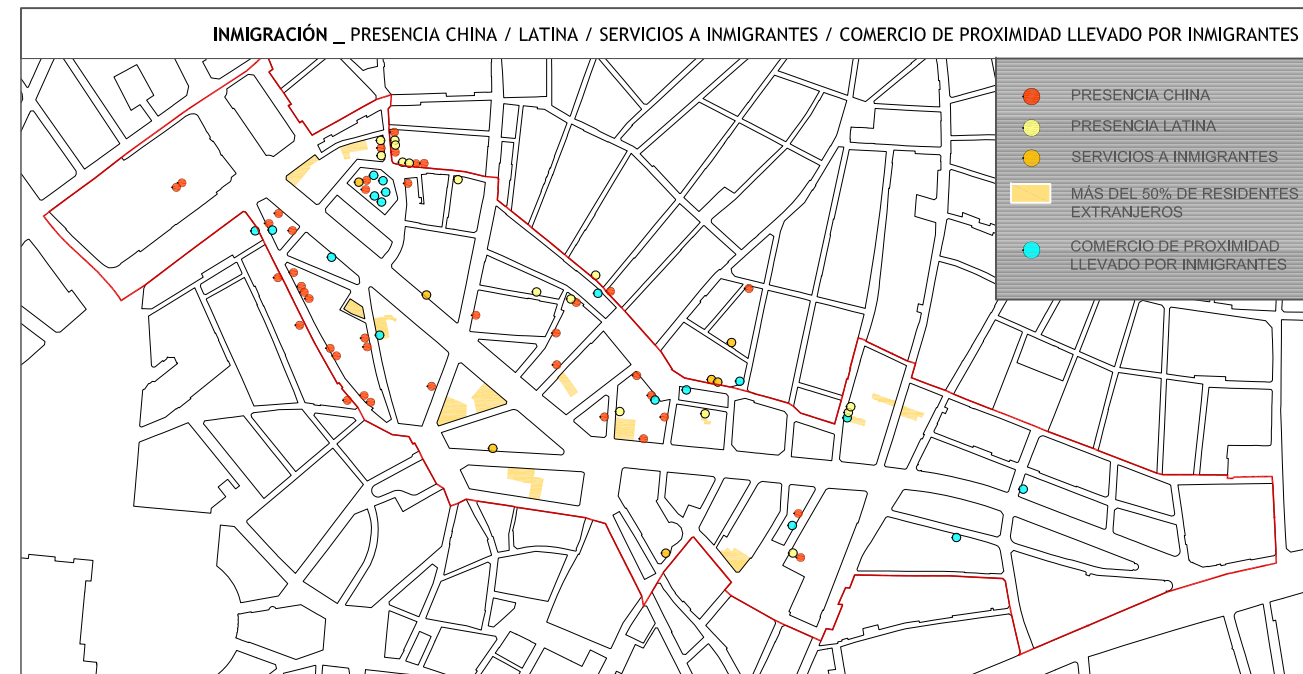 INMIGRACIÓN _ PRESENCIA CHINA / LATINA / SERVICIOS A INMIGRANTES / COMERCIO DE PROXIMIDAD LLEVADO POR INMIGRANTES
PRESENCIA CHINA
PRESENCIA LATINA
SERVICIOS A INMIGRANTES
MÁS DEL 50% DE RESIDENTES
EXTRANJEROS
COMERCIO DE PROXIMIDAD
LLEVADO POR INMIGRANTES